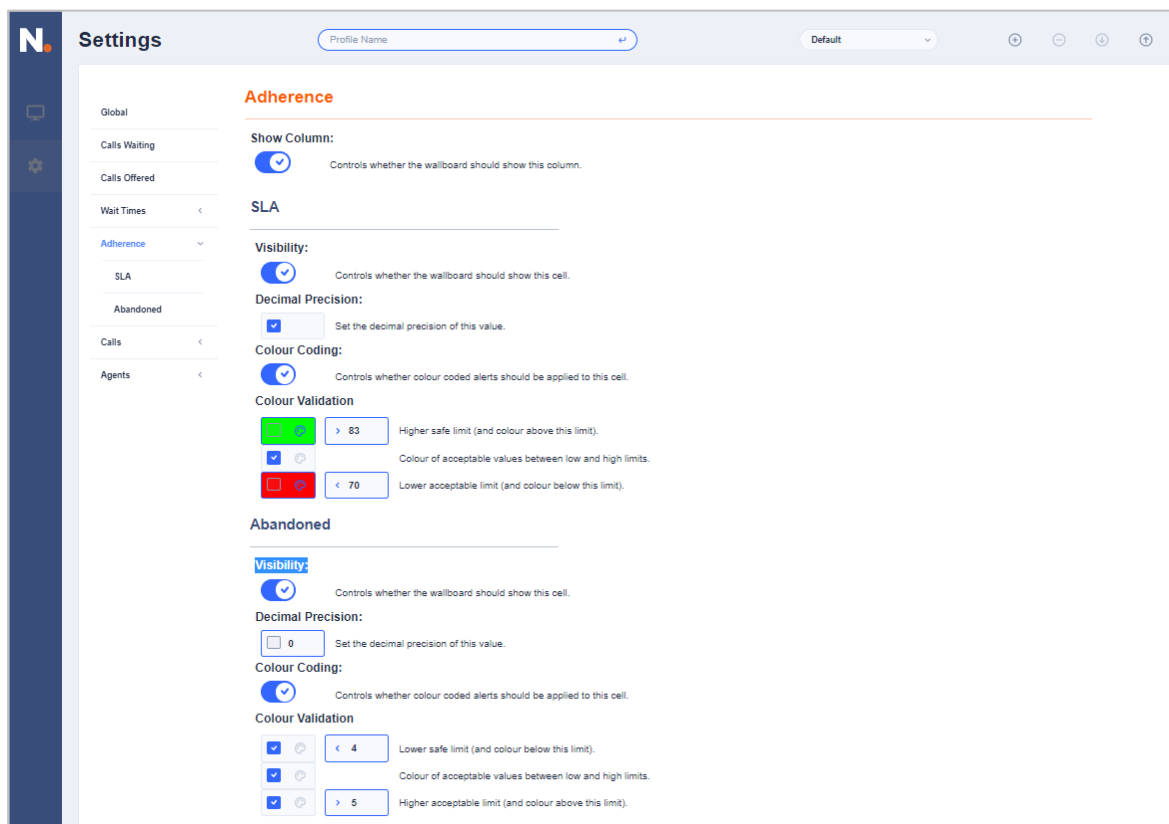 N.
Settings
Profile Name
Default
Global
Calls Waiting
Calls Offered
Wait Times
Adherence
SLA
Abandoned
Calls
Agents
Adherence
Show Column:
Controls whether the wallboard should show this column.
SLA
Visibility:
Controls whether the wallboard should show this cell.
Decimal Precision:
Set the decimal precision of this value.
Colour Coding:
Controls whether colour coded alerts should be applied to this cell.
Colour Validation
> 83 Higher safe limit (and colour above this limit).
Colour of acceptable values between low and high limits.
< 70 Lower acceptable limit (and colour below this limit).
Abandoned
Visibility:
Controls whether the wallboard should show this cell.
Decimal Precision:
0 Set the decimal precision of this value.
Colour Coding:
Controls whether colour coded alerts should be applied to this cell.
Colour Validation
< 4 Lower safe limit (and colour below this limit).
Colour of acceptable values between low and high limits.
> 5 Higher acceptable limit (and colour above this limit).